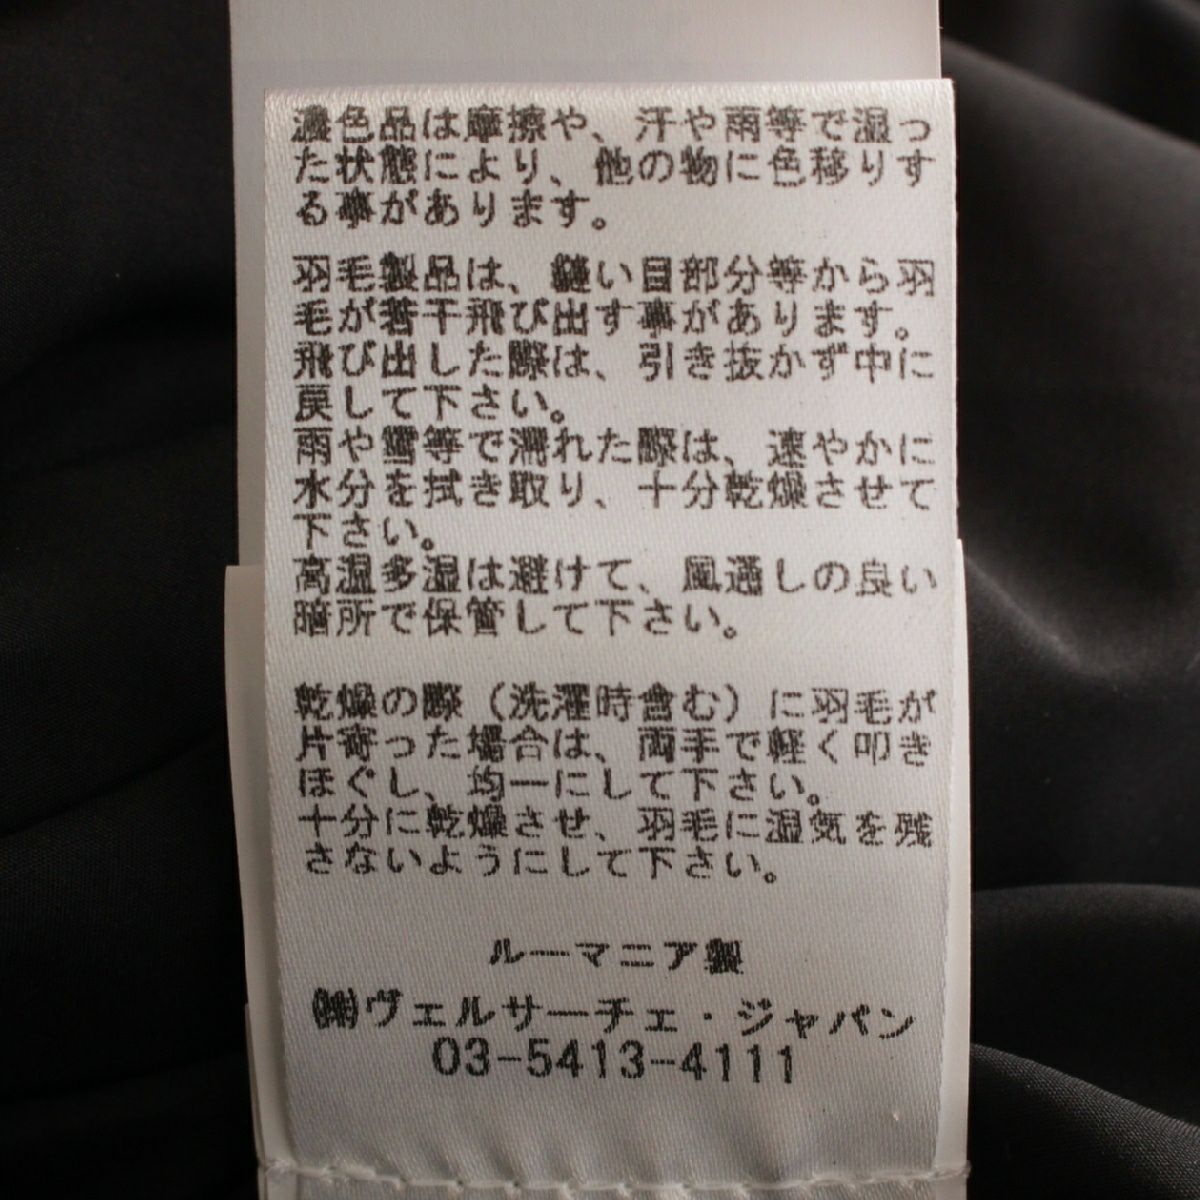 濃色品は摩擦や、汗や雨等で湿っ
た状態により、他の物に色移りす
る事があります。
羽毛製品は、縫い目部分等から羽
毛が若干飛び出す事があります。
飛び出した際は、引き抜かず中に
戻して下さい。
雨や雪等で濡れた際は、速やかに
水分を拭き取り、十分乾燥させて
下さい。
高温多湿は避けて、風通しの良い
暗所で保管して下さい。
乾燥の際（洗濯時含む）に羽毛が
片寄った場合は、両手で軽く叩き
ほぐし、均一にして下さい。
十分に乾燥させ、羽毛に湿気を残
さないようにして下さい。
ルーマニア製
㈱ヴェルサーチェ・ジャパン
03-5413-4111